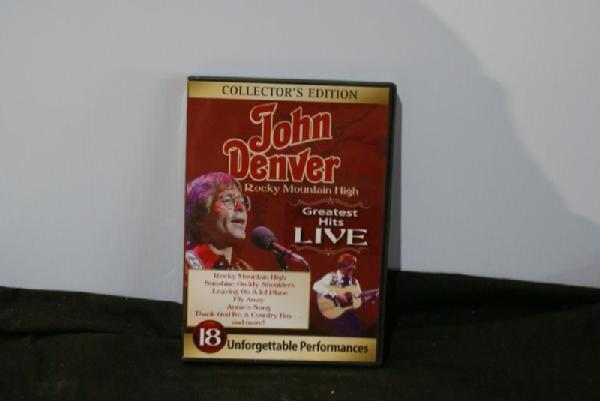 COLLECTOR'S EDITION
John
Denver
Rocky Mountain High
Greatest
Hits
LIVE
Rocky Mountain High
Sunshine On My Shoulders
Leaving On A Jet Plane
Fly Away
Annie's Song
Thank God I'm A Country Boy . . .
and more!
18 Unforgettable Performances